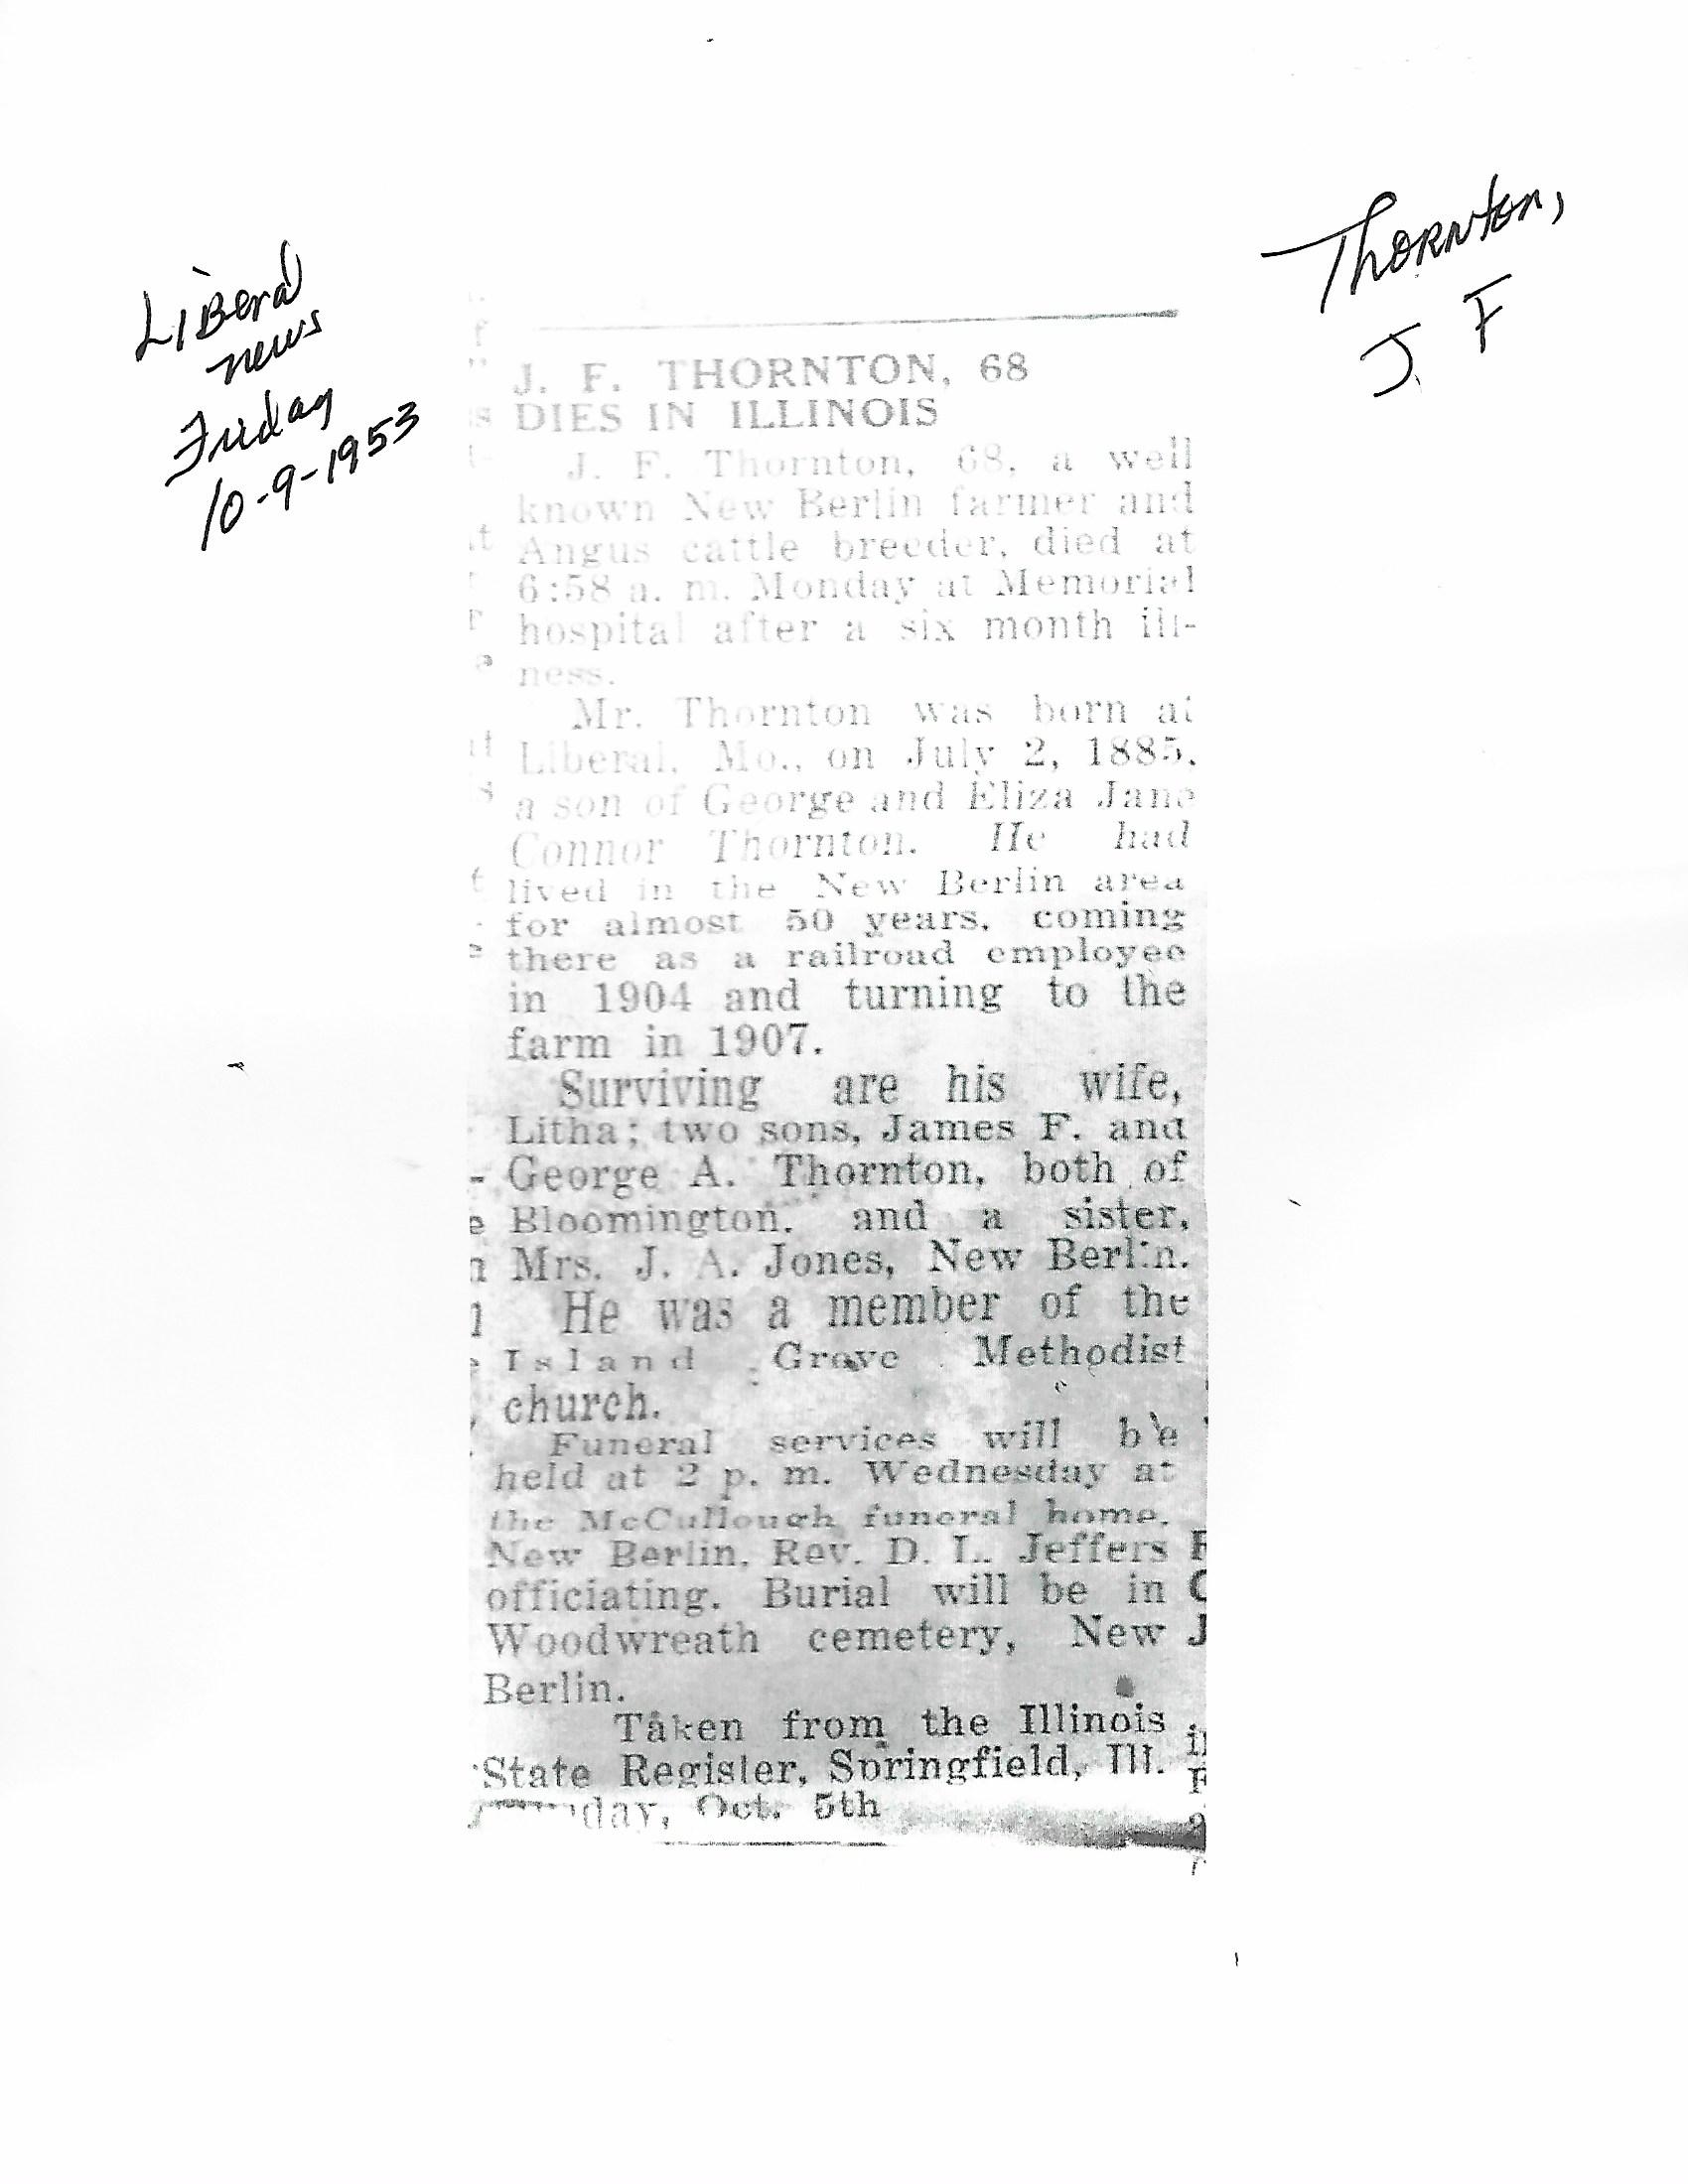 Liberal
news
Friday
10-9-1953
Thornton,
J F
J. F. THORNTON, 68
DIES IN ILLINOIS
J. F. Thornton, 68, a well
known New Berlin farmer and
Angus cattle breeder, died at
6:58 a. m. Monday at Memorial
hospital after a six month ill-
ness.
Mr. Thornton was born at
Liberal, Mo., on July 2, 1885,
a son of George and Eliza Jane
Connor Thornton. He had
lived in the New Berlin area
for almost 50 years, coming
there as a railroad employee
in 1904 and turning to the
farm in 1907.
Surviving are his wife,
Litha; two sons, James F. and
George A. Thornton, both of
Bloomington, and a sister,
Mrs. J. A. Jones, New Berlin.
He was a member of the
Island Grove Methodist
church.
Funeral services will be
held at 2 p. m. Wednesday at
the McCullough funeral home,
New Berlin, Rev. D. L. Jeffers
officiating. Burial will be in
Woodwreath cemetery, New
Berlin.
Taken from the Illinois
State Register, Springfield, Ill.
Oct. 5th